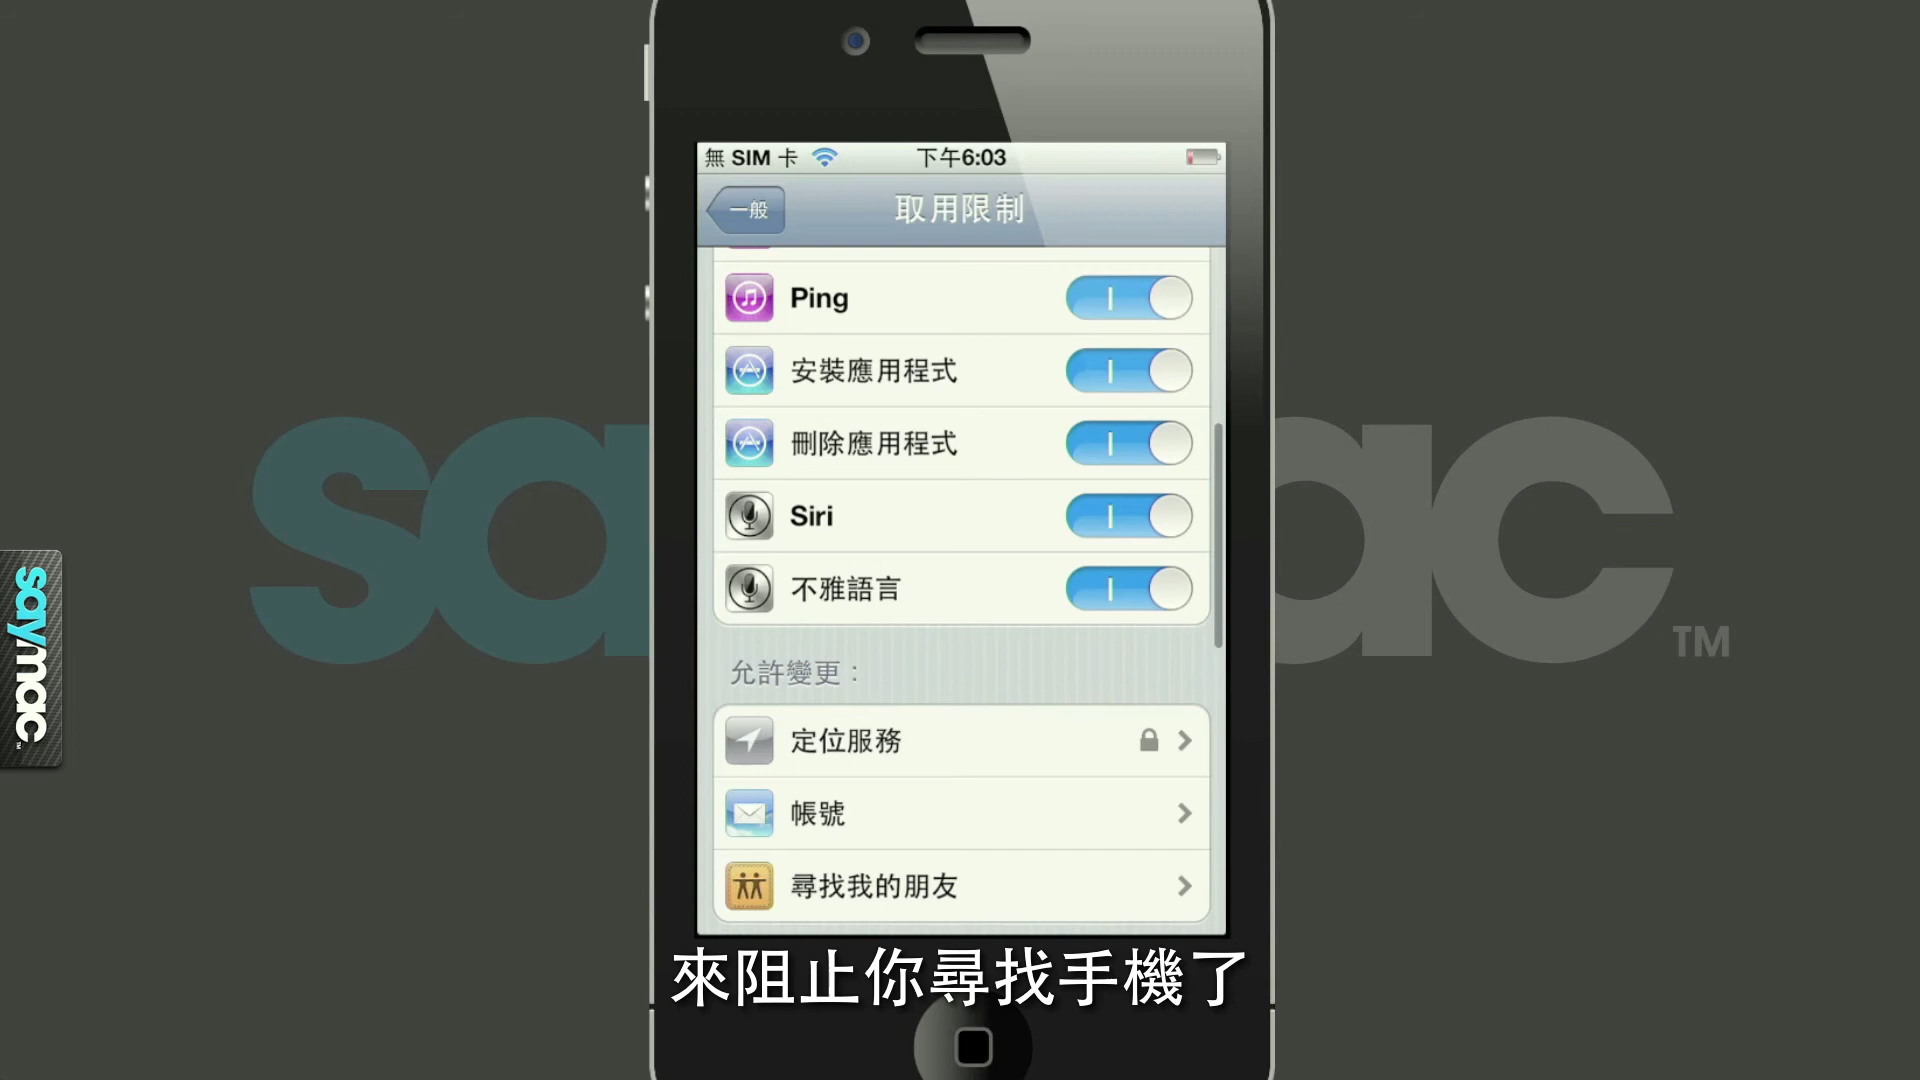 無 SIM 卡
下午6:03
一般
取用限制
Ping
安裝應用程式
刪除應用程式
Siri
不雅語言
允許變更：
定位服務
帳號
尋找我的朋友
來阻止你尋找手機了
sa ac TM
saymac